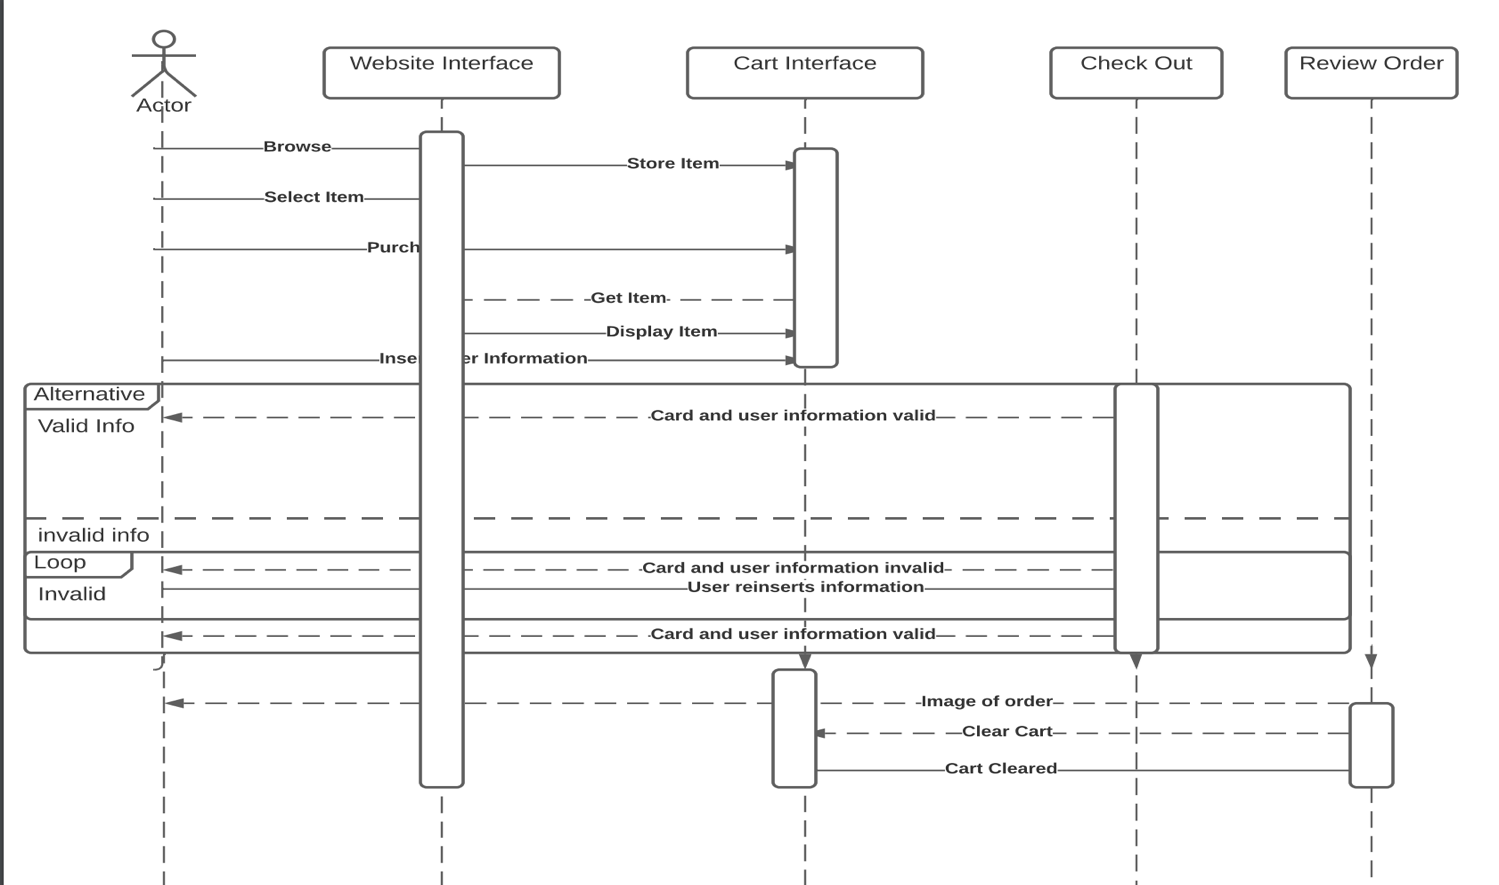 Actor
Website Interface
Cart Interface
Check Out
Review Order
Browse
Store Item
Select Item
Purch
Get Item
Display Item
Inse er Information
Alternative
Card and user information valid
Valid Info
invalid info
Loop
Card and user information invalid
User reinserts information
Invalid
Card and user information valid
Image of order
Clear Cart
Cart Cleared